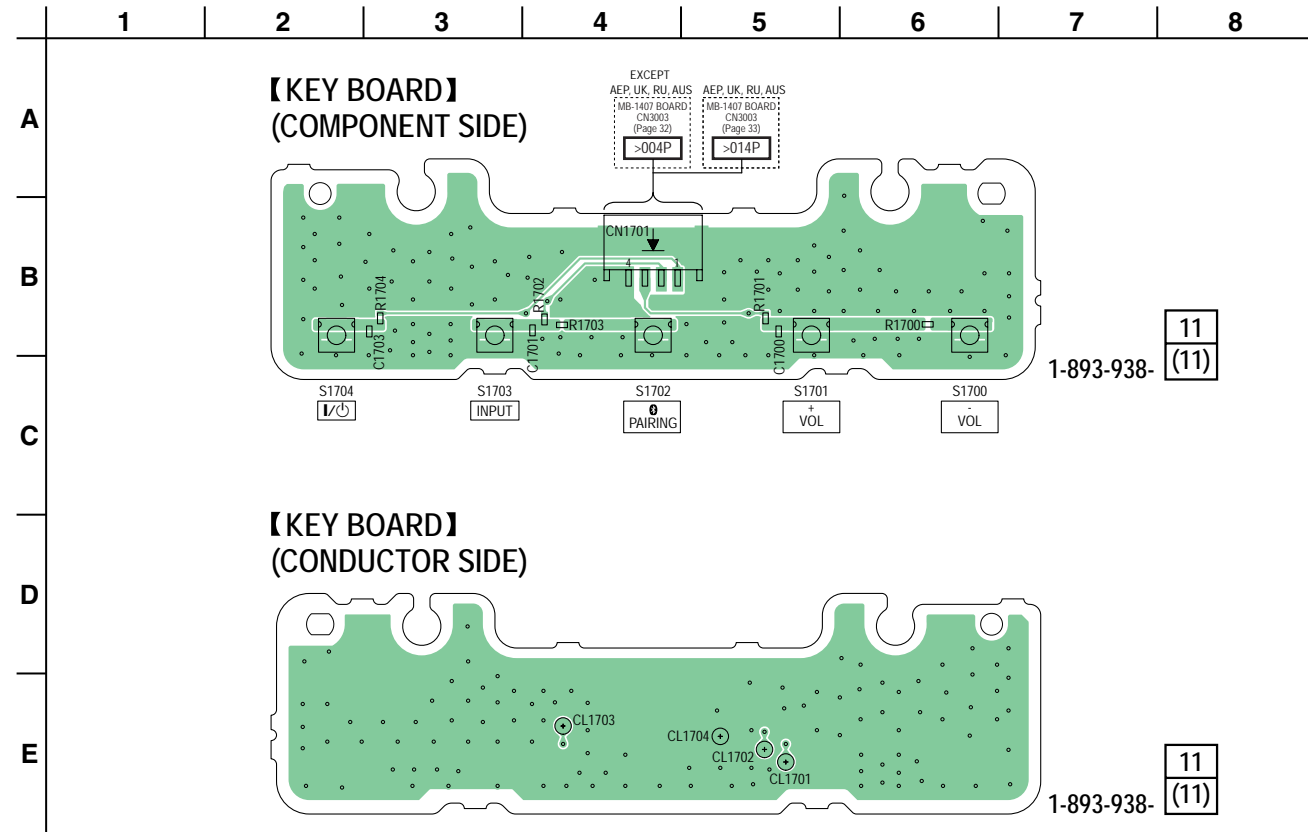 1 2 3 4 5 6 7 8
A
B
C
D
E
【KEY BOARD】
(COMPONENT SIDE)
EXCEPT
AEP, UK, RU, AUS
MB-1407 BOARD
CN3003
(Page 32)
>004P
AEP, UK, RU, AUS
MB-1407 BOARD
CN3003
(Page 33)
>014P
CN1701
4 1
R1704
R1702
R1701
C1703
C1701
R1703
C1700
R1700
S1704
I/⏻
S1703
INPUT
S1702
PAIRING
S1701
+
VOL
S1700
-
VOL
1-893-938-
11
(11)
【KEY BOARD】
(CONDUCTOR SIDE)
CL1703
CL1704
CL1702
CL1701
1-893-938-
11
(11)